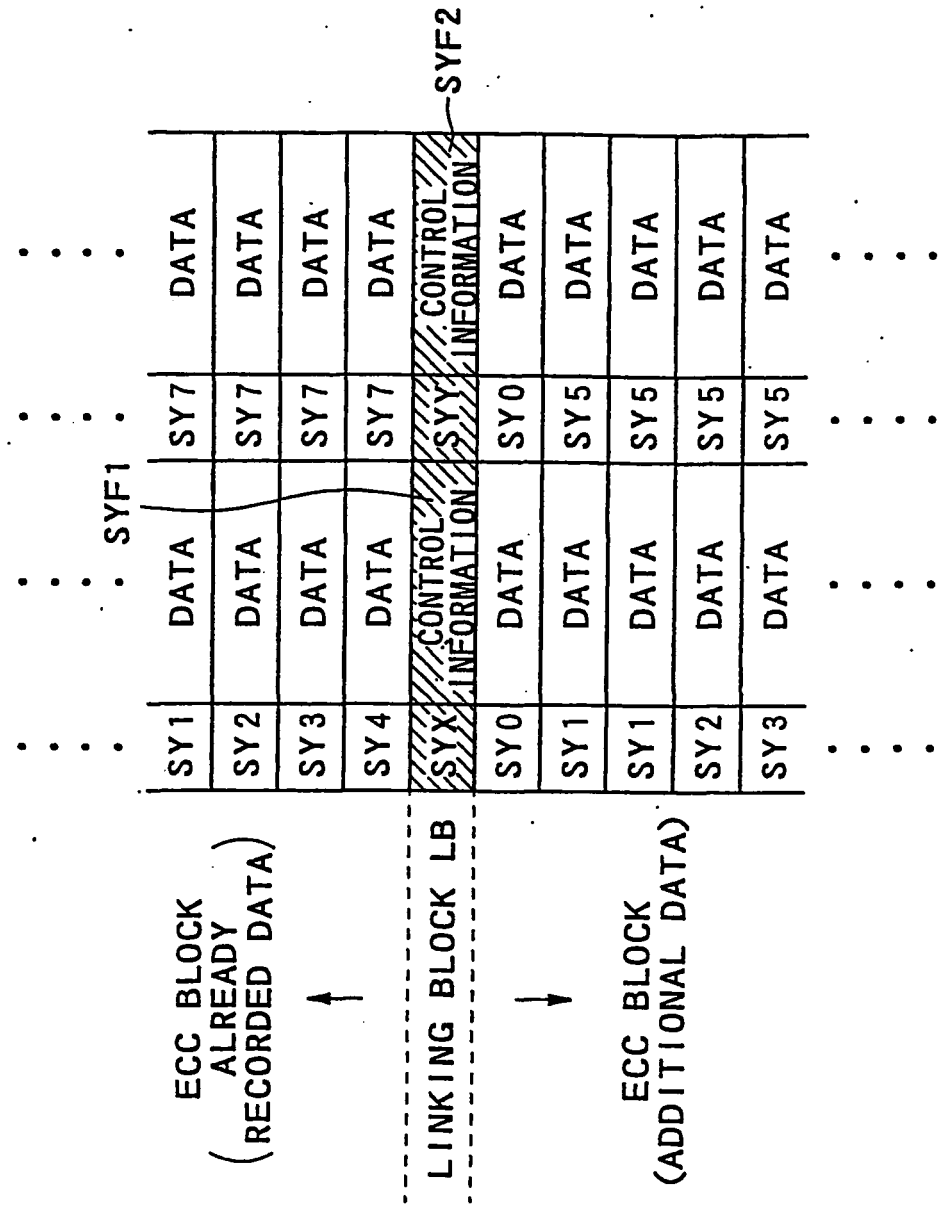 SYF1
ECC BLOCK
ALREADY
(RECORDED DATA)
SY1 DATA SY7 DATA
SY2 DATA SY7 DATA
SY3 DATA SY7 DATA
SY4 DATA SY7 DATA
LINKING BLOCK LB
SYX CONTROL INFORMATION SYY CONTROL INFORMATION
SYF2
SY0 DATA SY0 DATA
SY1 DATA SY5 DATA
SY1 DATA SY5 DATA
SY2 DATA SY5 DATA
SY3 DATA SY5 DATA
ECC BLOCK
(ADDITIONAL DATA)